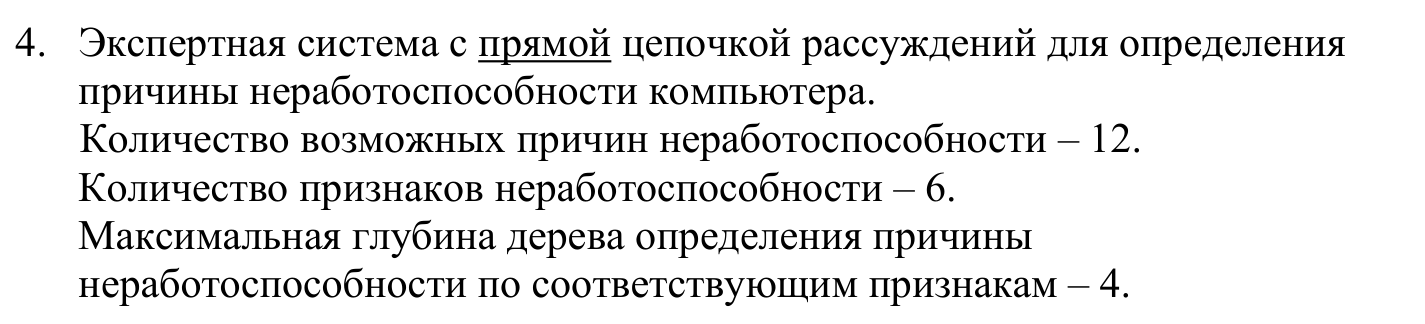 4. Экспертная система с прямой цепочкой рассуждений для определения
причины неработоспособности компьютера.
Количество возможных причин неработоспособности – 12.
Количество признаков неработоспособности – 6.
Максимальная глубина дерева определения причины
неработоспособности по соответствующим признакам – 4.